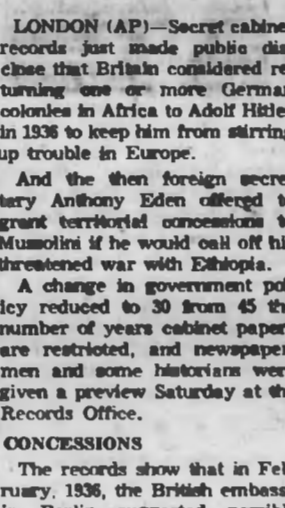 LONDON (AP)—Secret cabine
records just made public dis
close that Britain considered re
turning one or more German
colonies in Africa to Adolf Hitle
in 1936 to keep him from stirring
up trouble in Europe.
And the then foreign secre
tary Anthony Eden offered t
grant territorial concessions t
Mussolini if he would call off hi
threatened war with Ethiopia.
A change in government pol
icy reduced to 30 from 45 th
number of years cabinet paper
are restricted, and newspaper
men and some historians wer
given a preview Saturday at th
Records Office.
CONCESSIONS
The records show that in Feb
ruary, 1936, the British embass